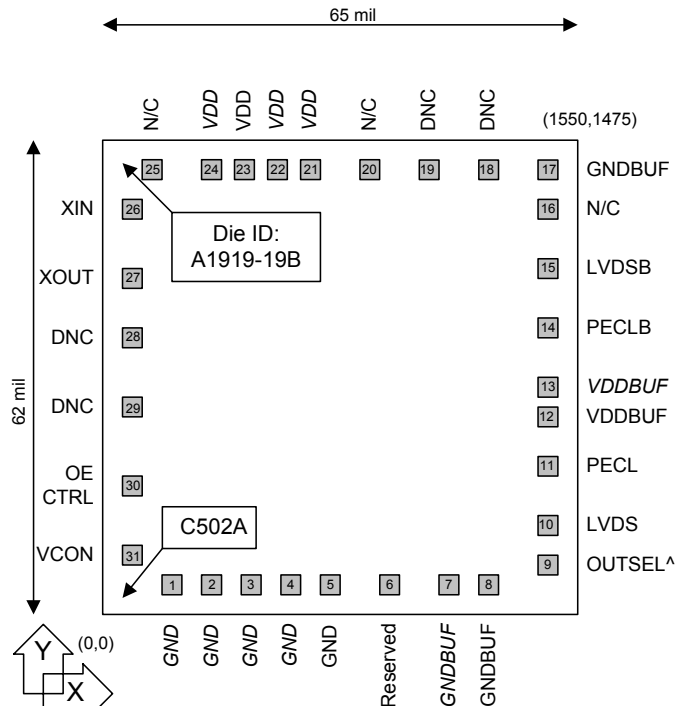 65 mil
N/C
VDD
VDD
VDD
VDD
N/C
DNC
DNC
(1550,1475)
25
24
23
22
21
20
19
18
17
GNDBUF
XIN
26
16
N/C
Die ID:
A1919-19B
XOUT
27
15
LVDSB
DNC
28
14
PECLB
62 mil
13
VDDBUF
DNC
29
12
VDDBUF
OE
CTRL
30
11
PECL
C502A
10
LVDS
VCON
31
9
OUTSEL^
1
2
3
4
5
6
7
8
GND
GND
GND
GND
GND
Reserved
GNDBUF
GNDBUF
Y
(0,0)
X